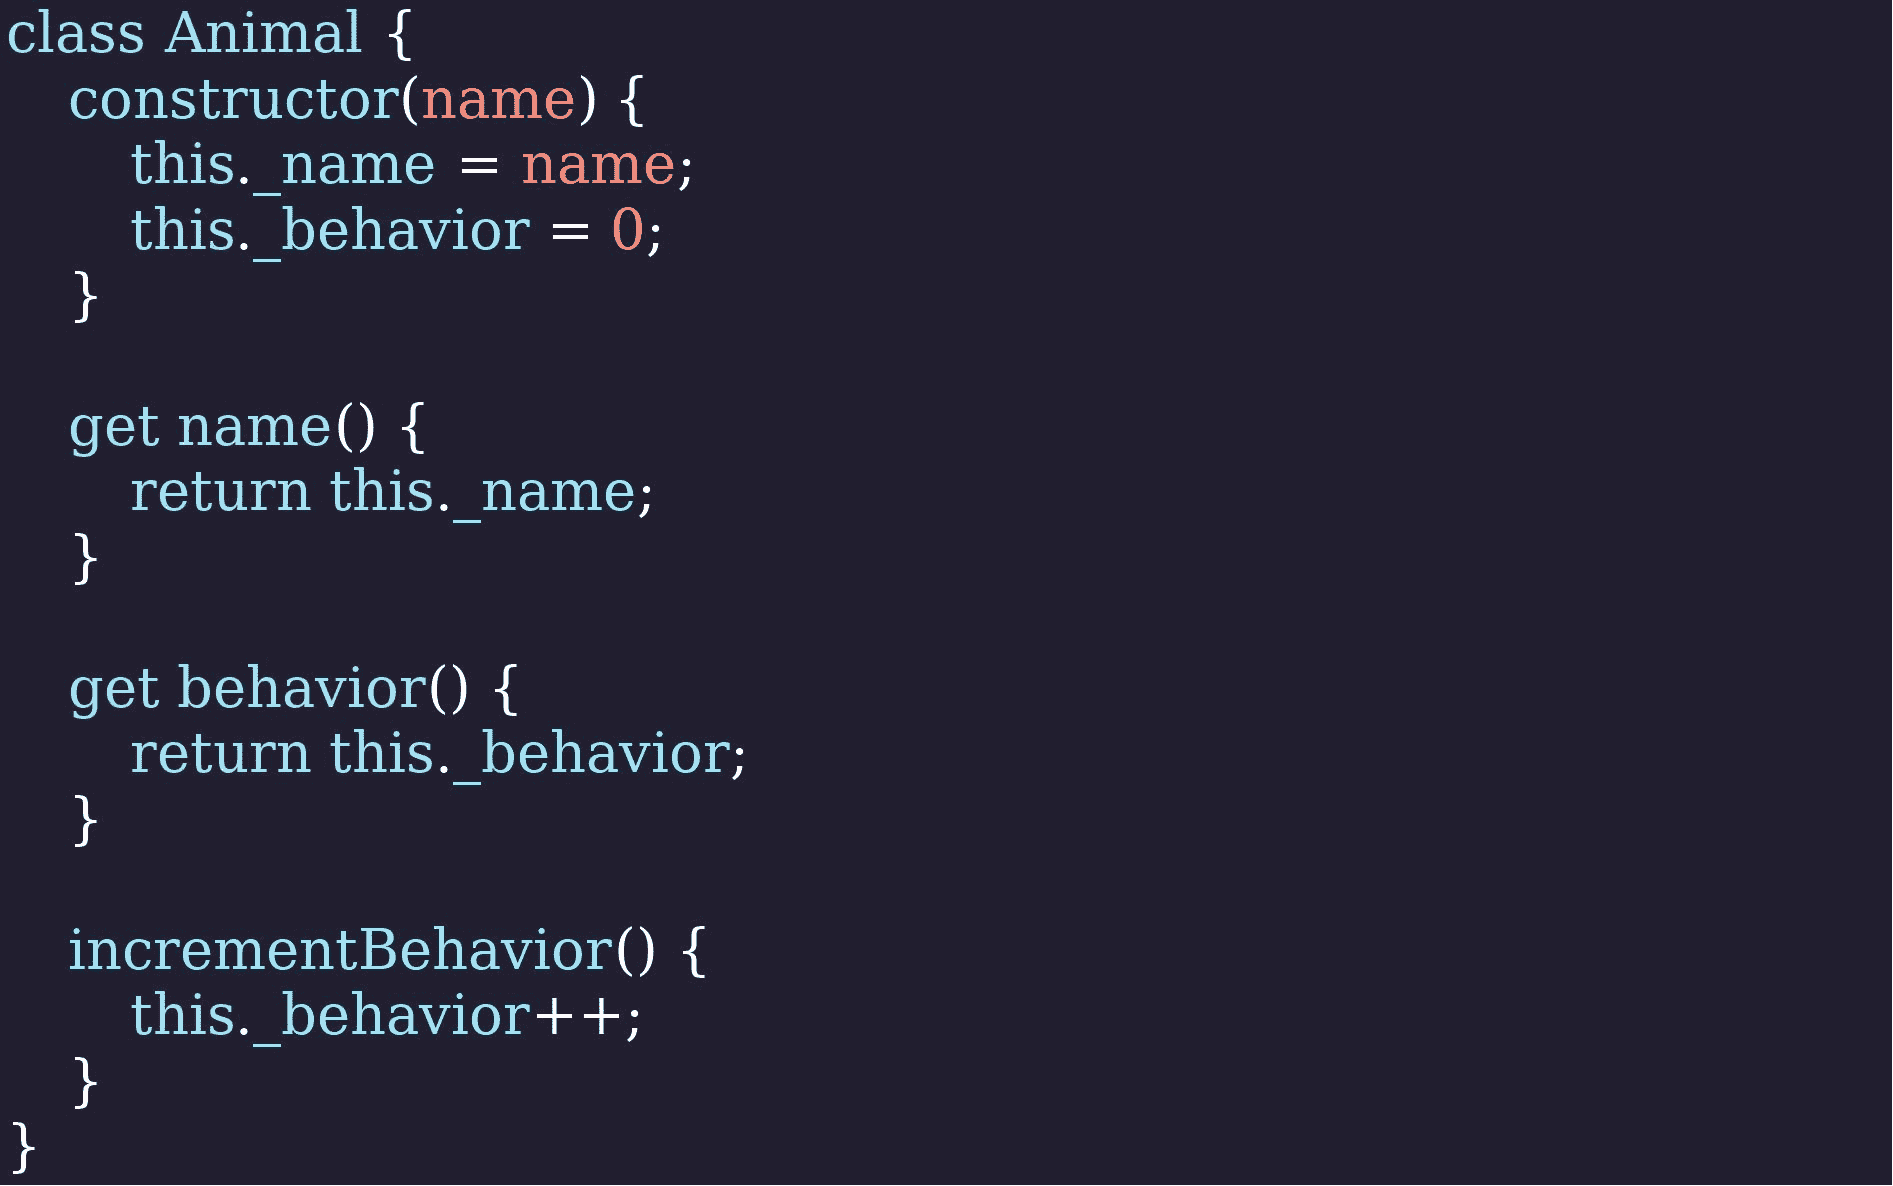 class Animal {
constructor(name) {
this._name = name;
this._behavior = 0;
}
get name() {
return this._name;
}
get behavior() {
return this._behavior;
}
incrementBehavior() {
this._behavior++;
}
}